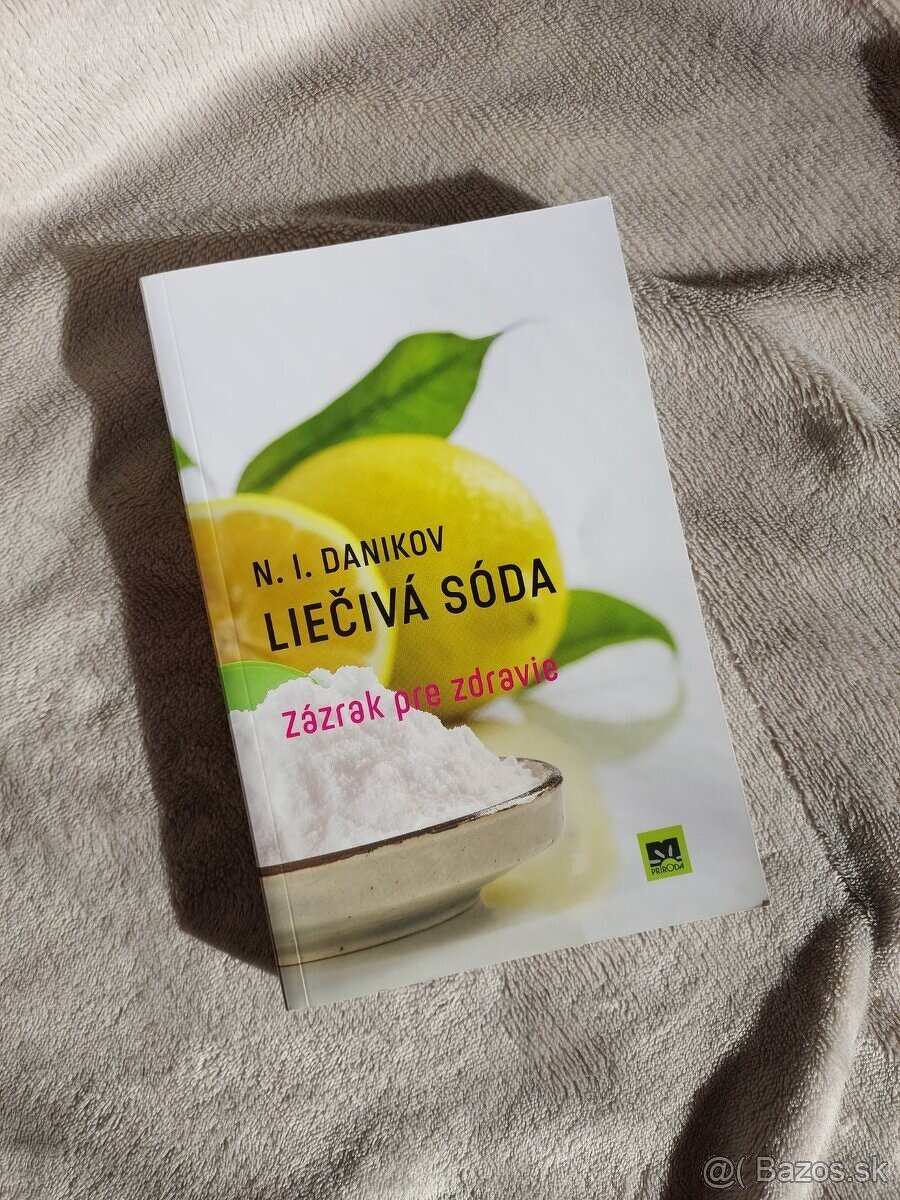 N. I. DANIKOV
LIEČIVÁ SÓDA
zázrak pre zdravie
PRÍRODA
@( Bazos.sk